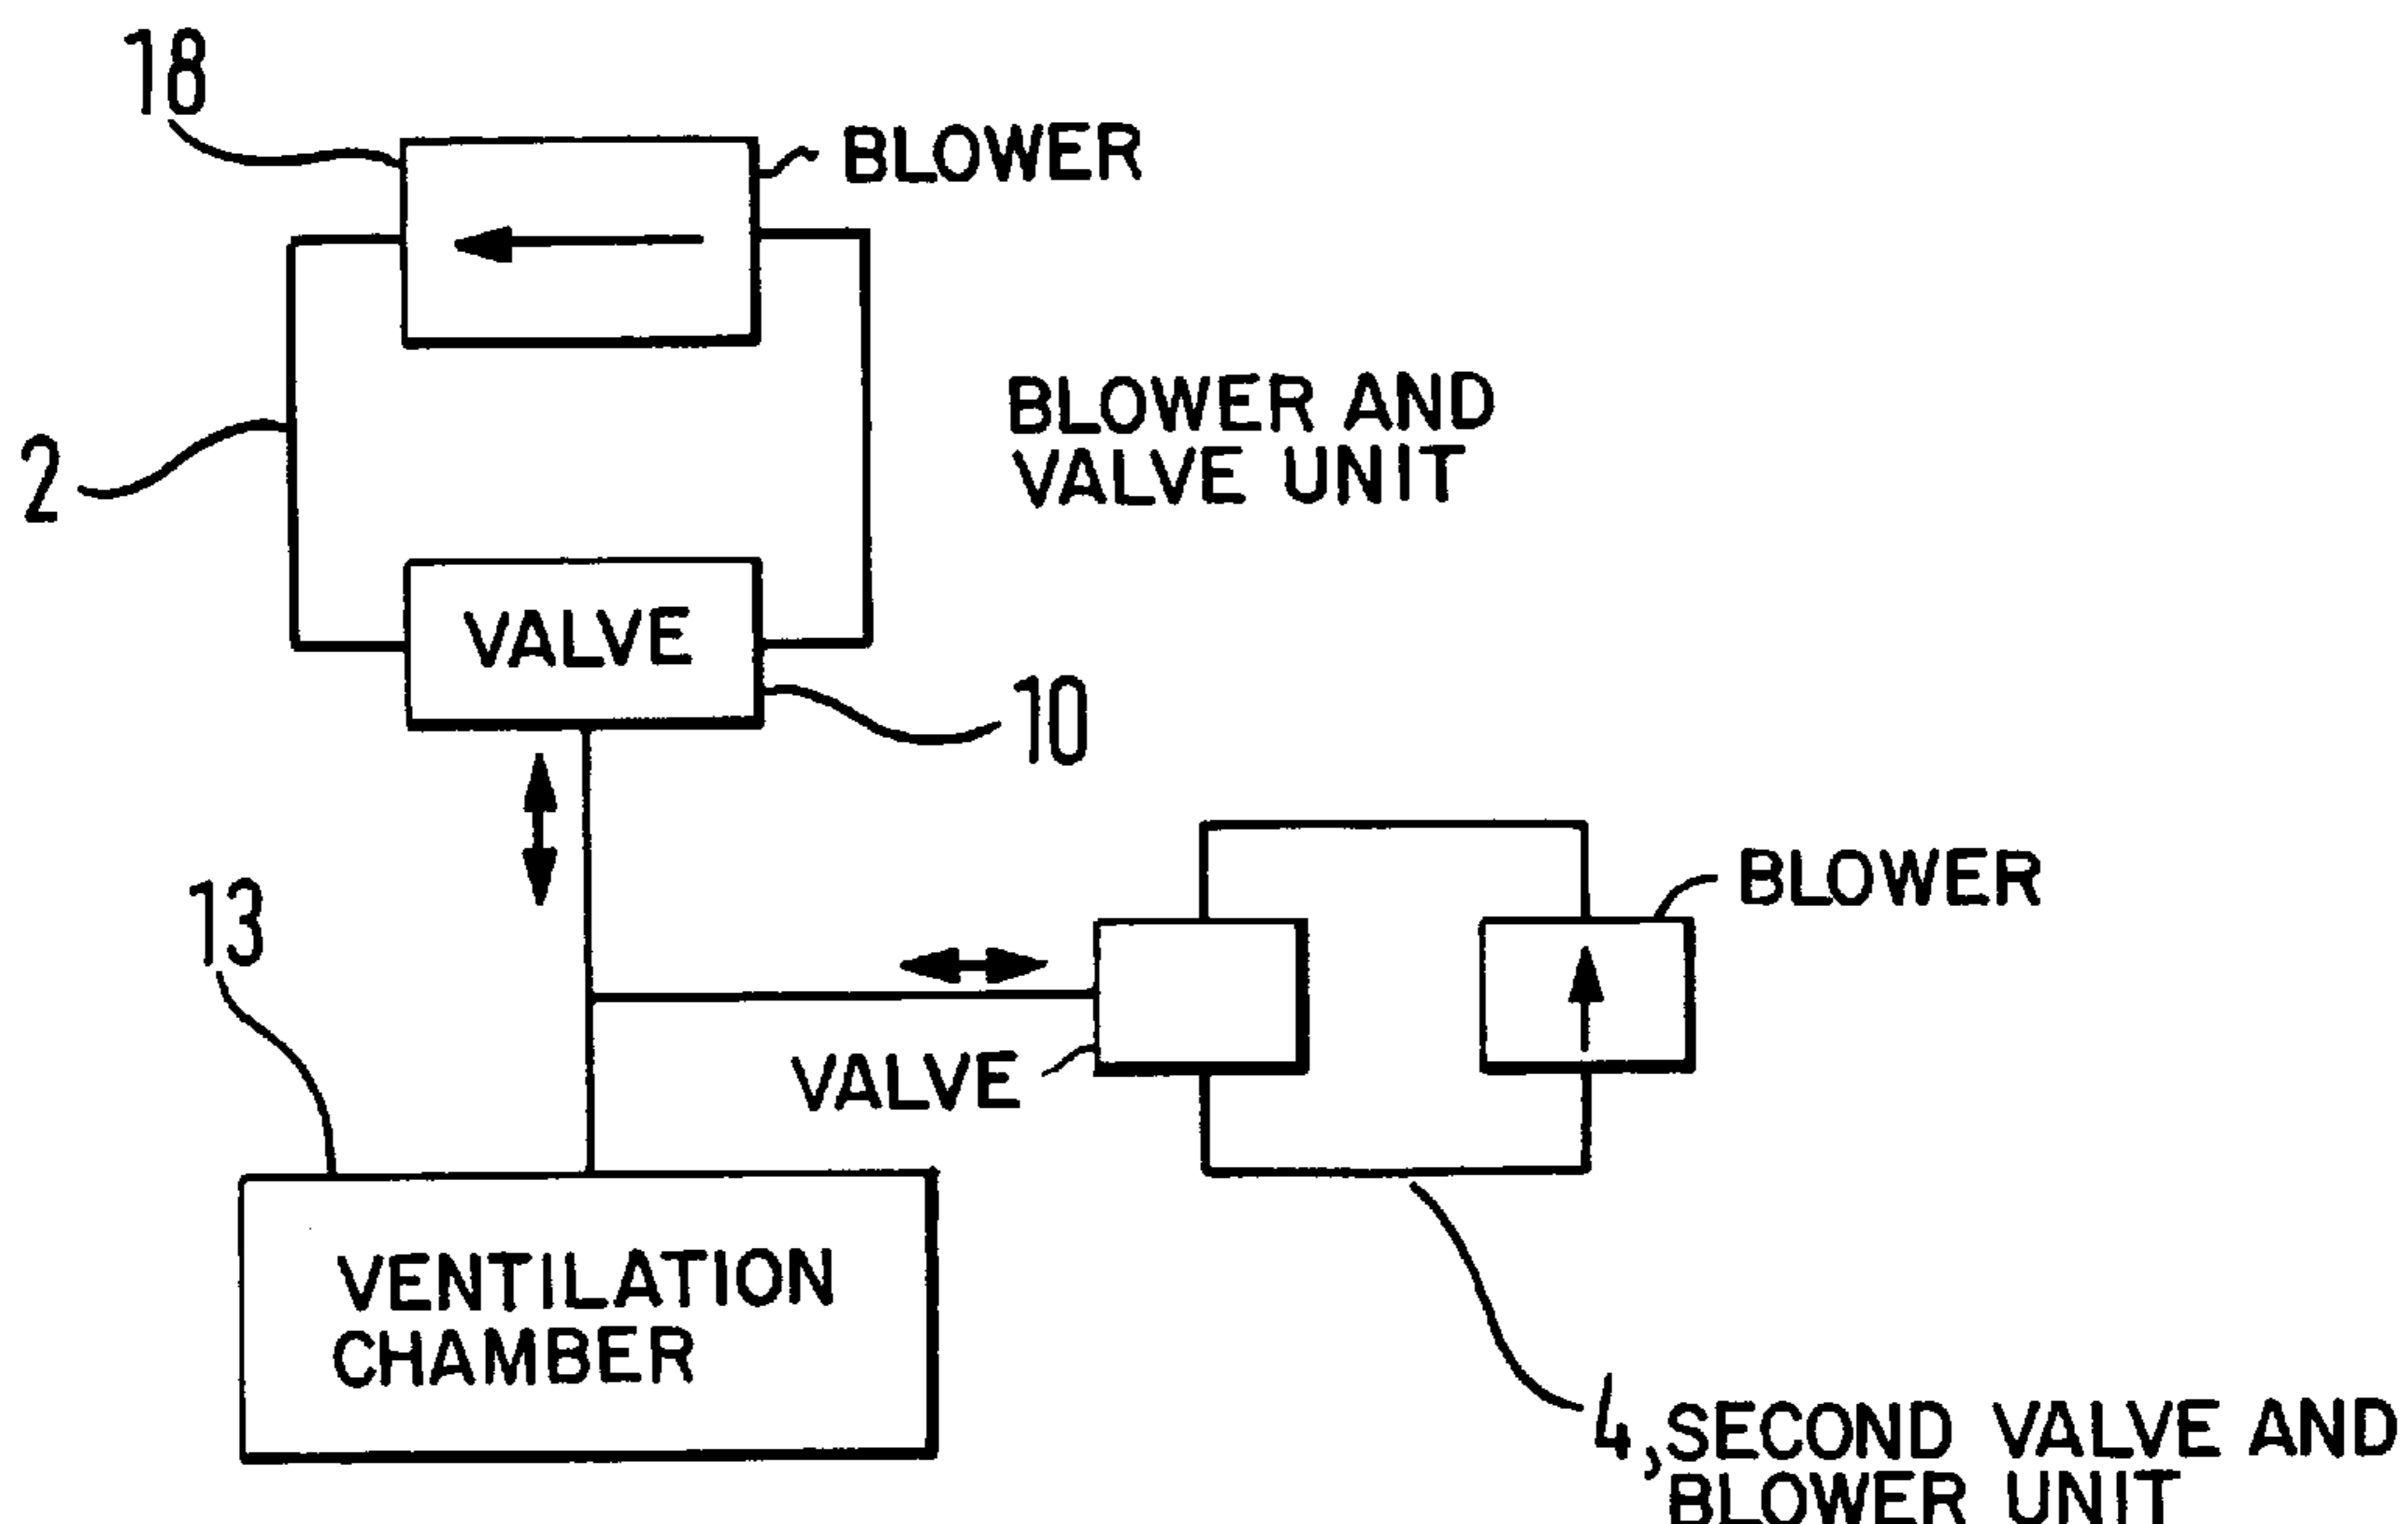 18
BLOWER
BLOWER AND
VALVE UNIT
2
VALVE
10
13
BLOWER
VALVE
VENTILATION
CHAMBER
4, SECOND VALVE AND
BLOWER UNIT